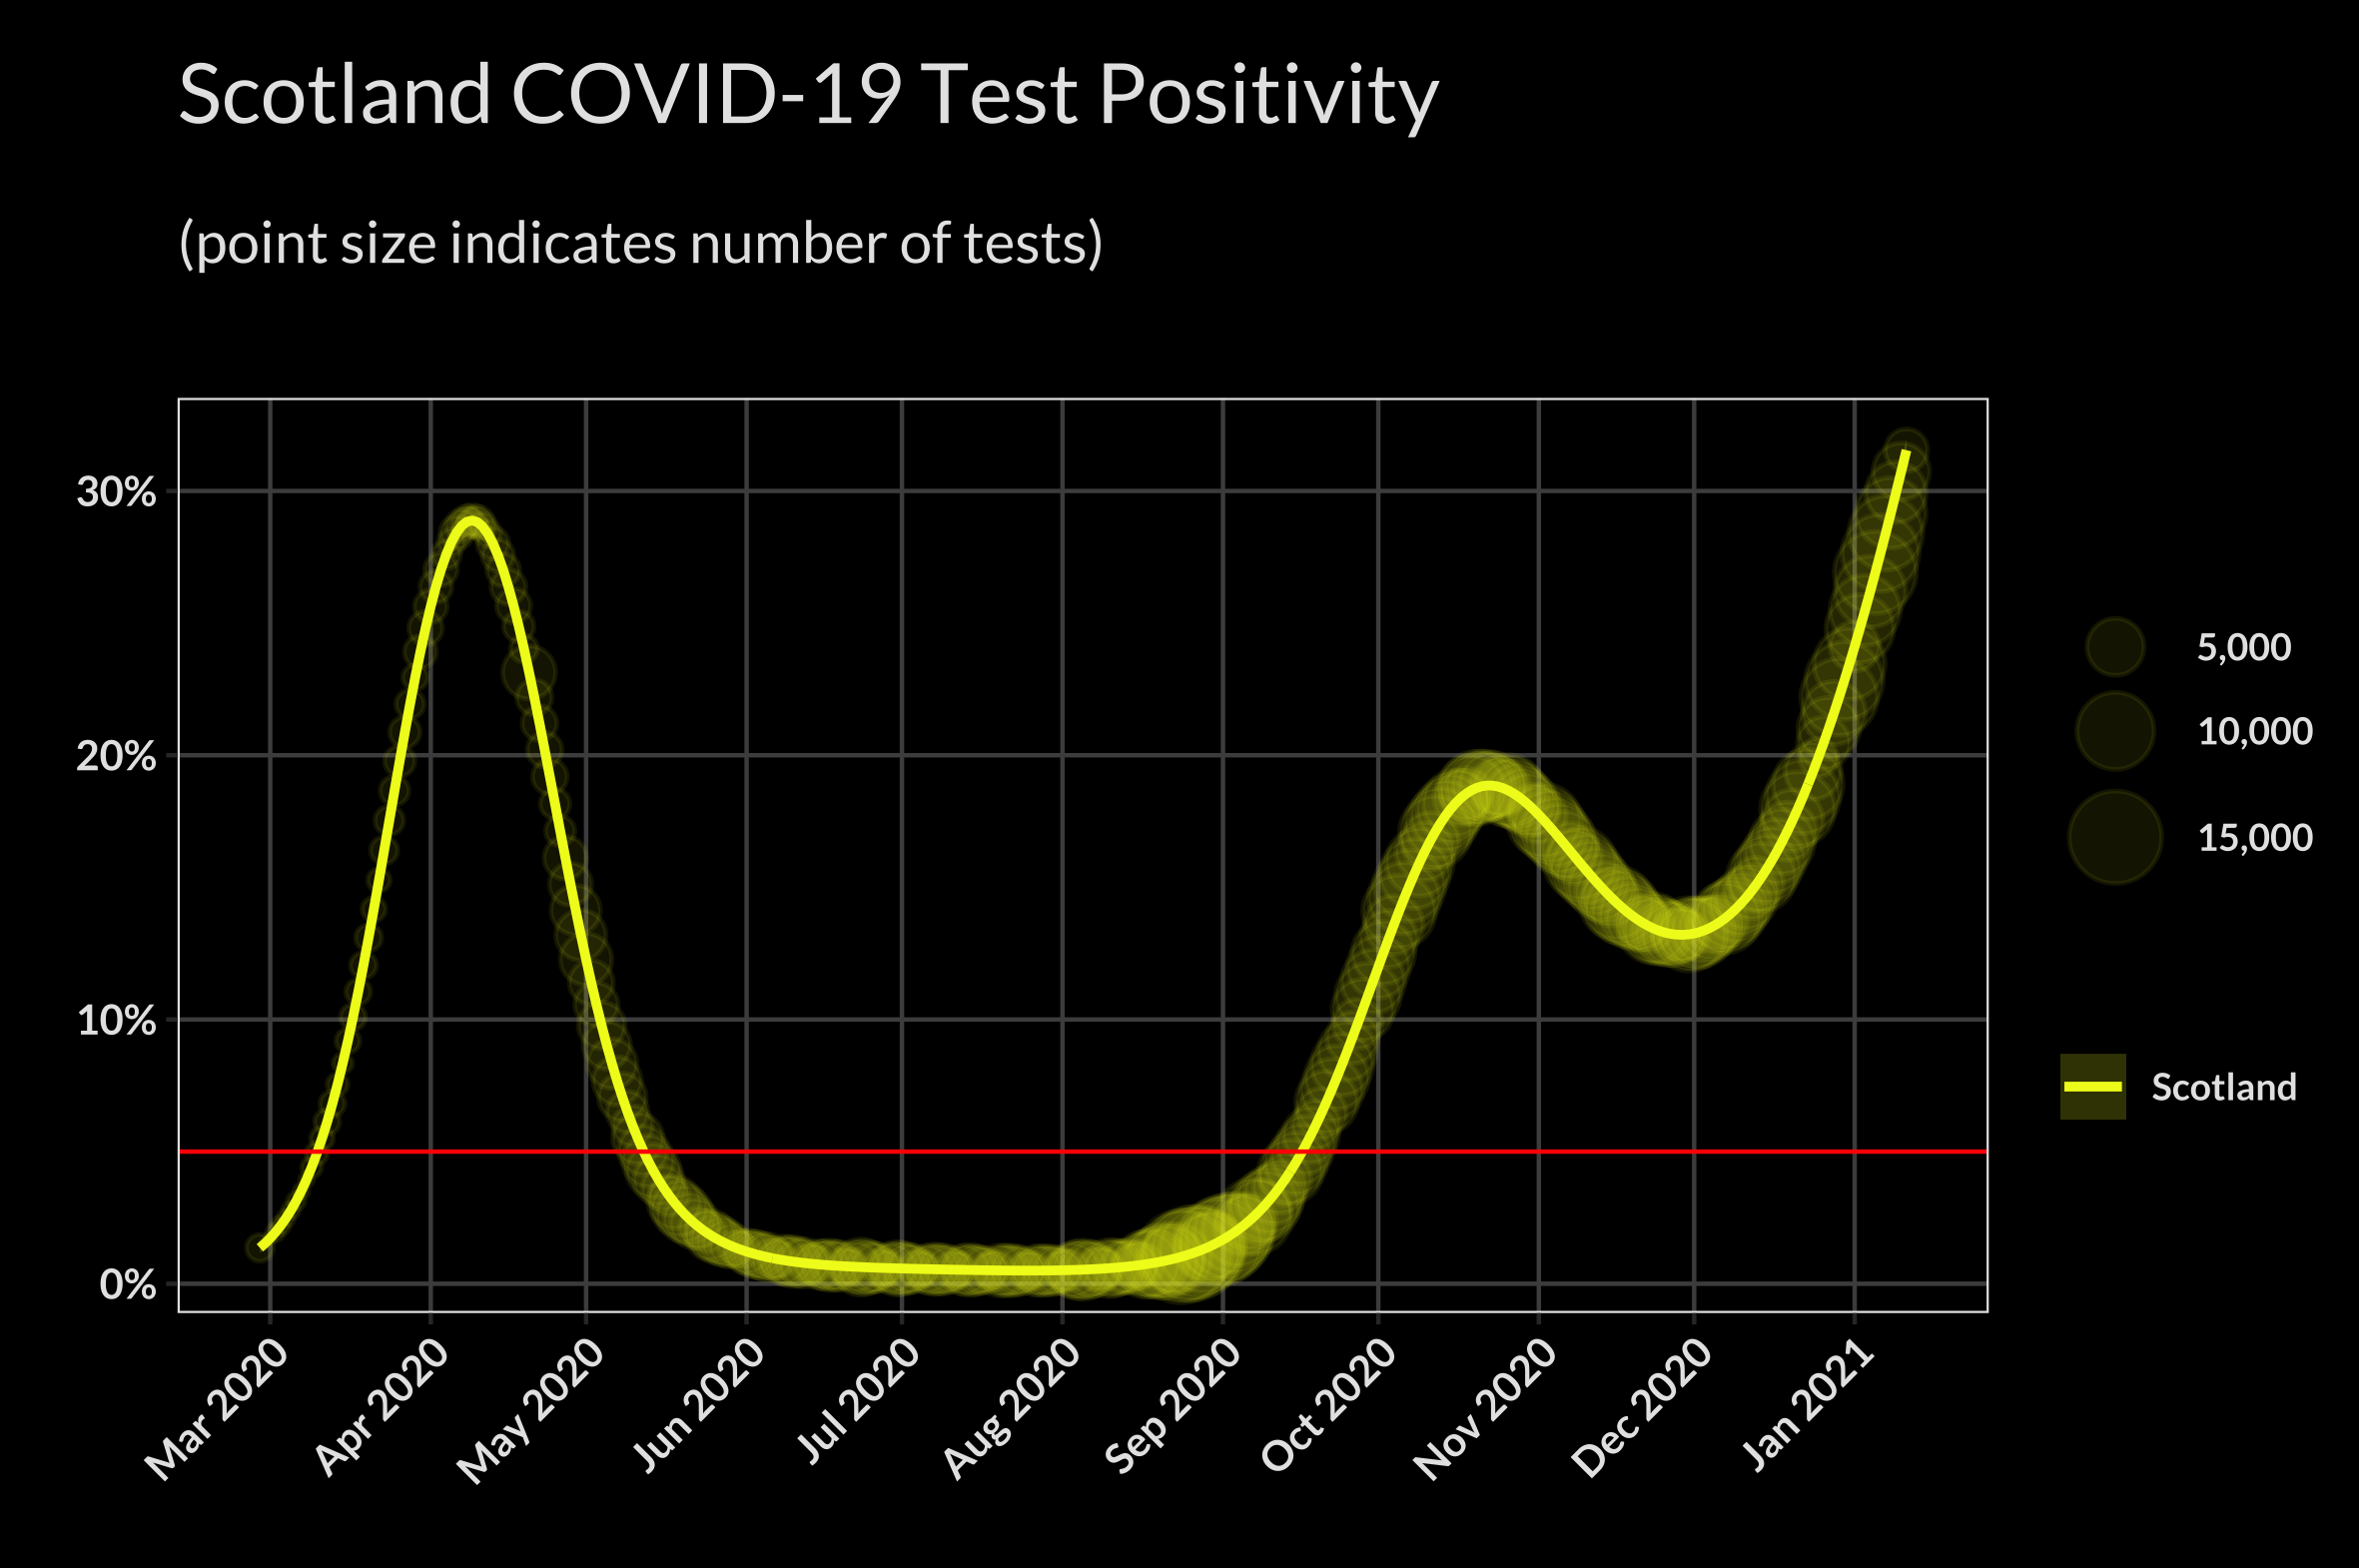 Scotland COVID-19 Test Positivity
(point size indicates number of tests)
30%
20%
10%
0%
Mar 2020
Apr 2020
May 2020
Jun 2020
Jul 2020
Aug 2020
Sep 2020
Oct 2020
Nov 2020
Dec 2020
Jan 2021
5,000
10,000
15,000
Scotland